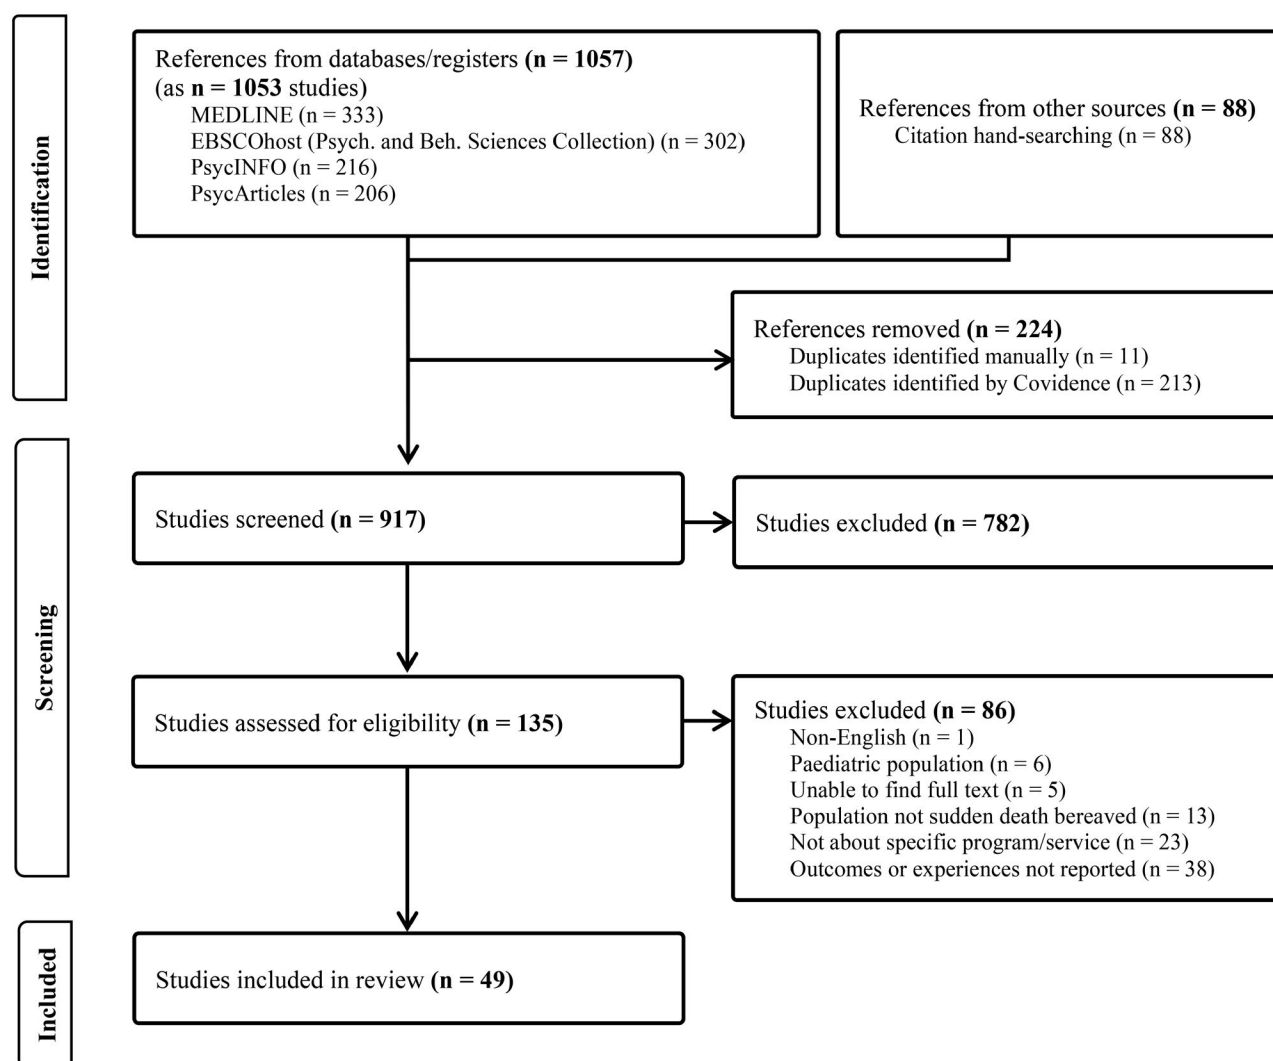 Identification
References from databases/registers (n = 1057)
(as n = 1053 studies)
MEDLINE (n = 333)
EBSCOhost (Psych. and Beh. Sciences Collection) (n = 302)
PsycINFO (n = 216)
PsycArticles (n = 206)
References from other sources (n = 88)
Citation hand-searching (n = 88)
References removed (n = 224)
Duplicates identified manually (n = 11)
Duplicates identified by Covidence (n = 213)
Screening
Studies screened (n = 917)
Studies excluded (n = 782)
Studies assessed for eligibility (n = 135)
Studies excluded (n = 86)
Non-English (n = 1)
Paediatric population (n = 6)
Unable to find full text (n = 5)
Population not sudden death bereaved (n = 13)
Not about specific program/service (n = 23)
Outcomes or experiences not reported (n = 38)
Included
Studies included in review (n = 49)